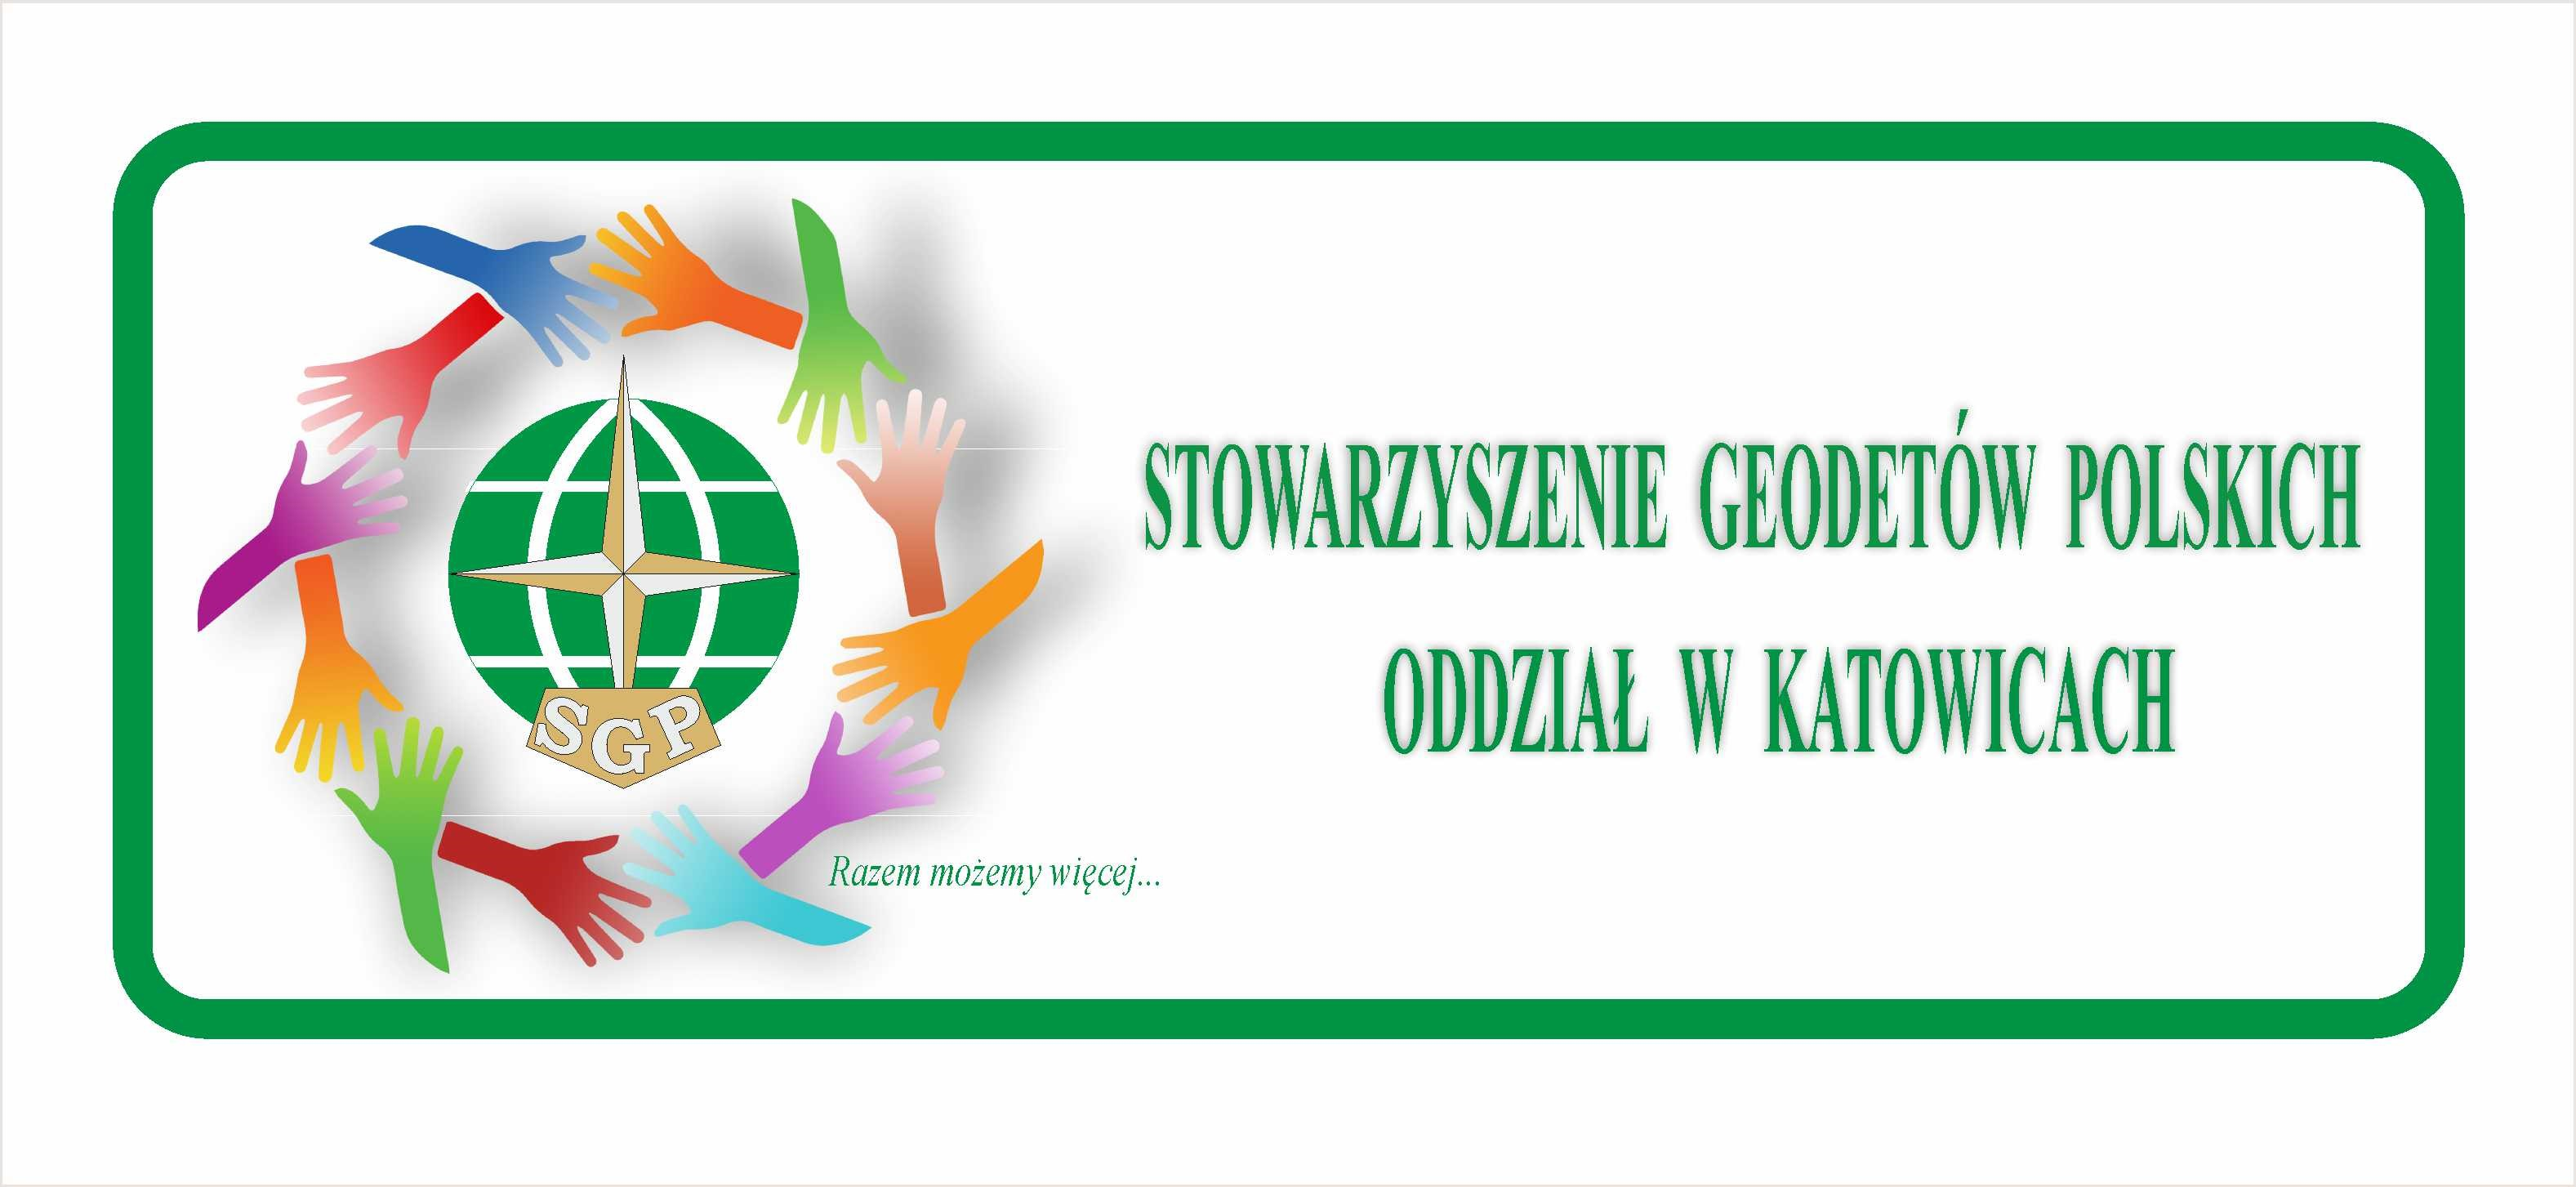 STOWARZYSZENIE GEODETÓW POLSKICH
ODDZIAŁ W KATOWICACH
SGP
Razem możemy więcej...